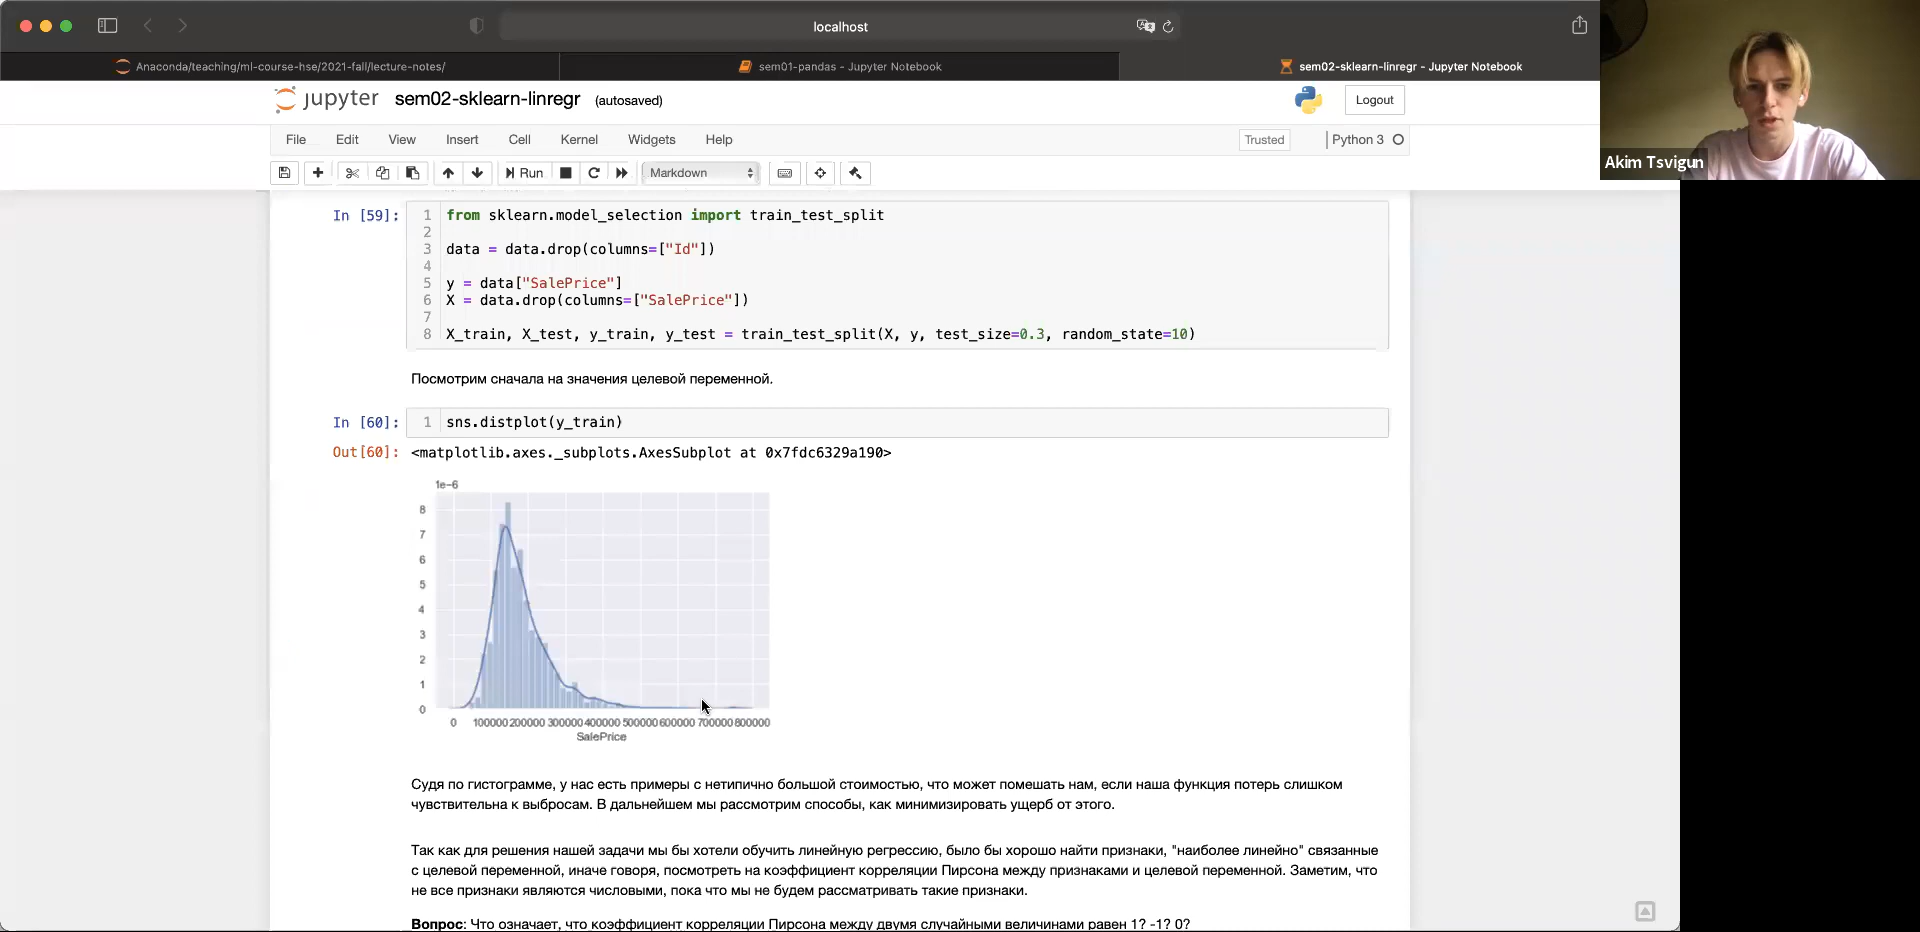 localhost
Anaconda/teaching/ml-course-hse/2021-fall/lecture-notes/
sem01-pandas - Jupyter Notebook
sem02-sklearn-linregr - Jupyter Notebook
jupyter sem02-sklearn-linregr (autosaved)
Logout
File Edit View Insert Cell Kernel Widgets Help
Trusted
Python 3
Run
Markdown
Akim Tsvigun
In [59]:
1 from sklearn.model_selection import train_test_split
2
3 data = data.drop(columns=["Id"])
4
5 y = data["SalePrice"]
6 X = data.drop(columns=["SalePrice"])
7
8 X_train, X_test, y_train, y_test = train_test_split(X, y, test_size=0.3, random_state=10)
Посмотрим сначала на значения целевой переменной.
In [60]: 1 sns.distplot(y_train)
Out[60]: <matplotlib.axes._subplots.AxesSubplot at 0x7fdc6329a190>
1e-6
8
7
6
5
4
3
2
1
0
0 100000 200000 300000 400000 500000 600000 700000 800000
SalePrice
Судя по гистограмме, у нас есть примеры с нетипично большой стоимостью, что может помешать нам, если наша функция потерь слишком
чувствительна к выбросам. В дальнейшем мы рассмотрим способы, как минимизировать ущерб от этого.
Так как для решения нашей задачи мы бы хотели обучить линейную регрессию, было бы хорошо найти признаки, "наиболее линейно" связанные
с целевой переменной, иначе говоря, посмотреть на коэффициент корреляции Пирсона между признаками и целевой переменной. Заметим, что
не все признаки являются числовыми, пока что мы не будем рассматривать такие признаки.
Вопрос: Что означает, что коэффициент корреляции Пирсона между двумя случайными величинами равен 1? -1? 0?